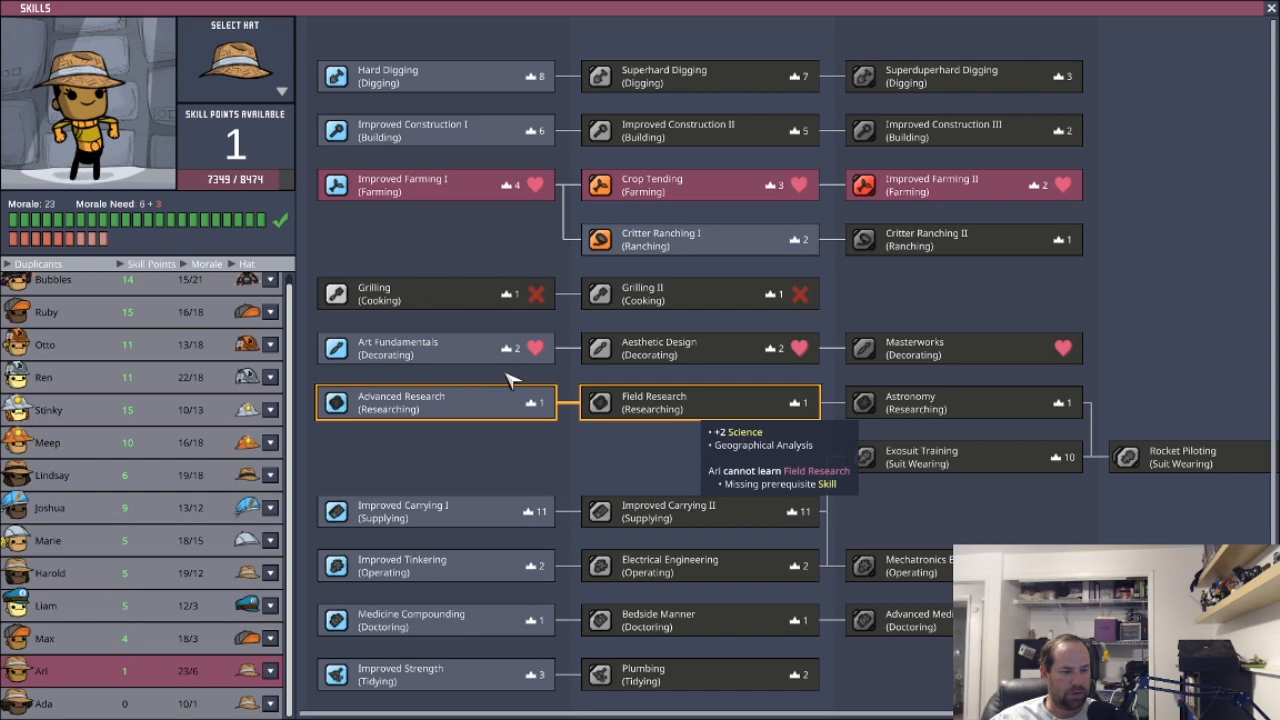 SKILLS
SELECT HAT
SKILL POINTS AVAILABLE
1
7349 / 8474
Morale: 23 Morale Need: 6 + 3
Duplicants Skill Points Morale Hat
Bubbles 14 15/21
Ruby 15 16/18
Otto 11 13/18
Ren 11 22/18
Stinky 15 10/13
Meep 10 16/18
Lindsay 6 19/18
Joshua 9 13/12
Marie 5 18/15
Harold 5 19/12
Liam 5 12/3
Max 4 18/3
Ari 1 23/6
Ada 0 10/1
Hard Digging 8
(Digging)
Superhard Digging 7
(Digging)
Superduperhard Digging 3
(Digging)
Improved Construction I 6
(Building)
Improved Construction II 5
(Building)
Improved Construction III 2
(Building)
Improved Farming I 4
(Farming)
Crop Tending 3
(Farming)
Improved Farming II 2
(Farming)
Critter Ranching I 2
(Ranching)
Critter Ranching II 1
(Ranching)
Grilling 1
(Cooking)
Grilling II 1
(Cooking)
Art Fundamentals 2
(Decorating)
Aesthetic Design 2
(Decorating)
Masterworks
(Decorating)
Advanced Research 1
(Researching)
Field Research 1
(Researching)
Astronomy 1
(Researching)
• +2 Science
• Geographical Analysis
Ari cannot learn Field Research
• Missing prerequisite Skill
Exosuit Training 10
(Suit Wearing)
Rocket Piloting
(Suit Wearing)
Improved Carrying I 11
(Supplying)
Improved Carrying II 11
(Supplying)
Improved Tinkering 2
(Operating)
Electrical Engineering 2
(Operating)
Mechatronics E
(Operating)
Medicine Compounding 1
(Doctoring)
Bedside Manner 1
(Doctoring)
Advanced Medi
(Doctoring)
Improved Strength 3
(Tidying)
Plumbing 2
(Tidying)